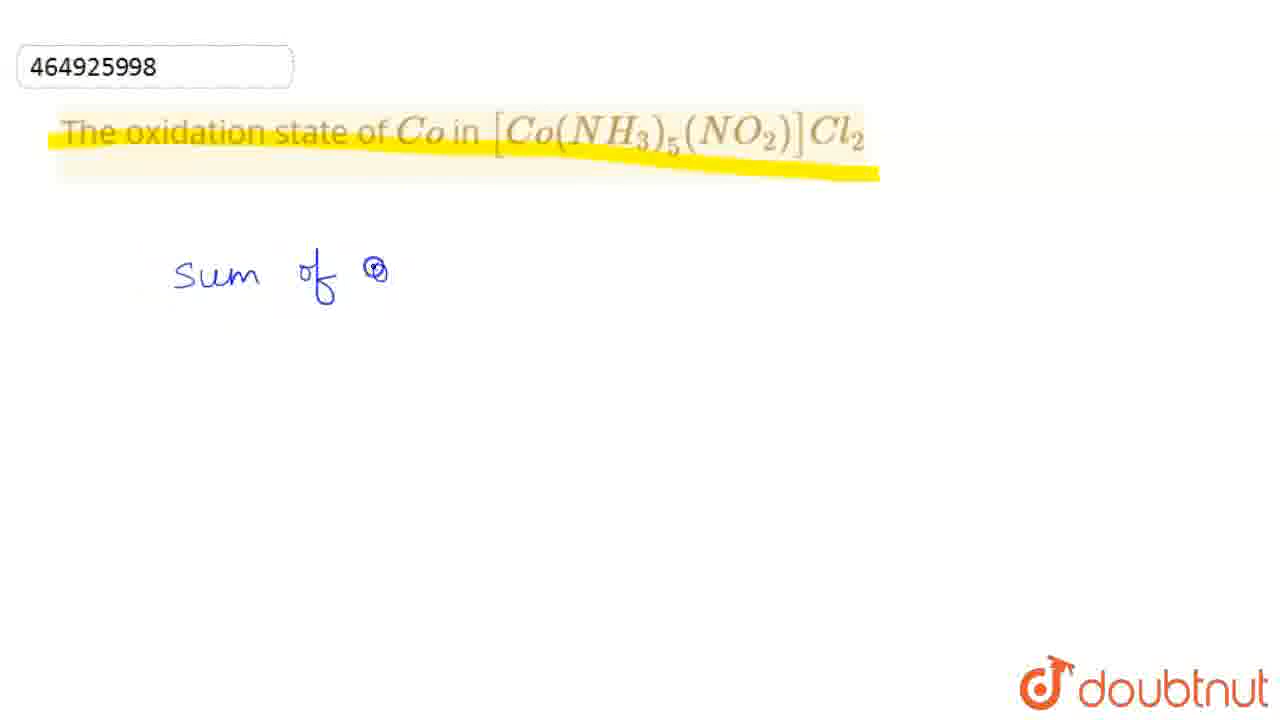 464925998
The oxidation state of Co in [Co(NH₃)₅(NO₂)]Cl₂
sum of
doubtnut